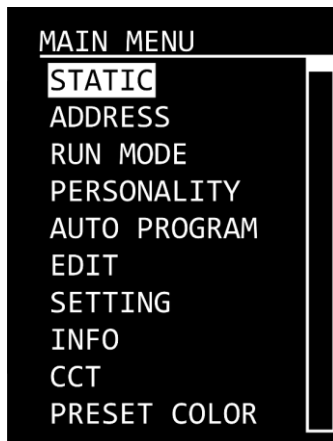 MAIN MENU
STATIC
ADDRESS
RUN MODE
PERSONALITY
AUTO PROGRAM
EDIT
SETTING
INFO
CCT
PRESET COLOR